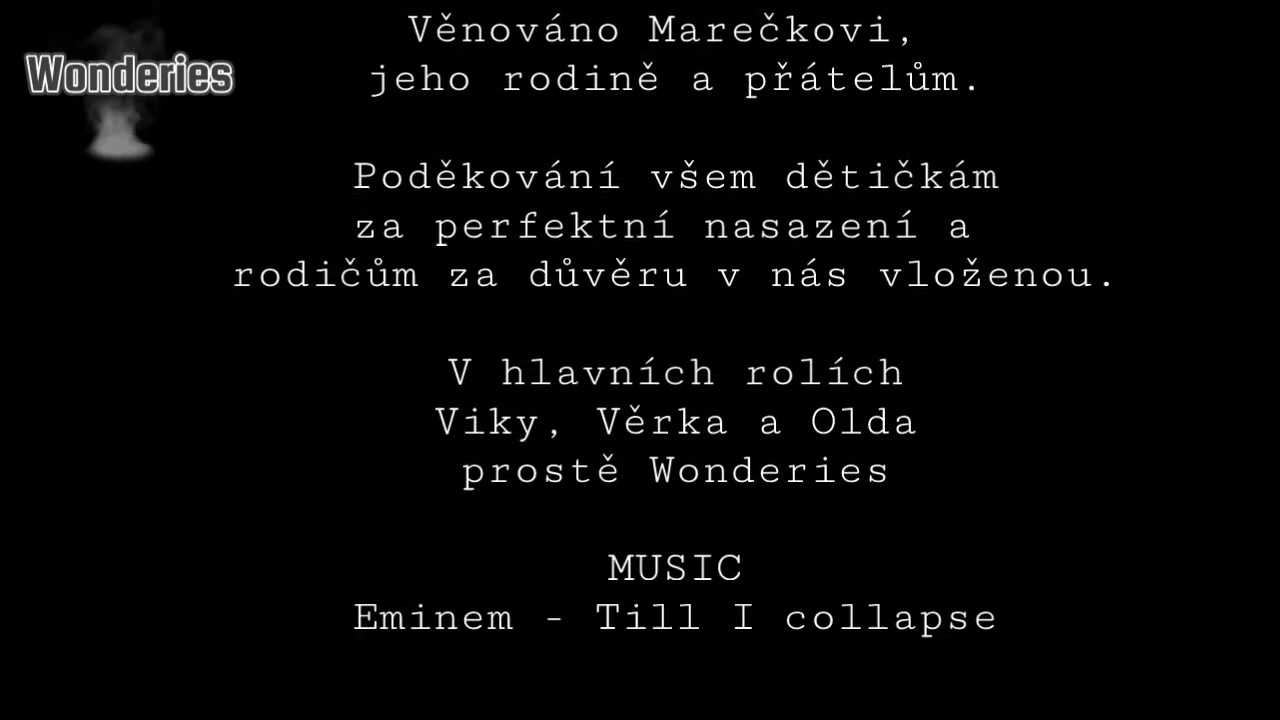 Wonderies
Věnováno Marečkovi,
jeho rodině a přátelům.
Poděkování všem dětičkám
za perfektní nasazení a
rodičům za důvěru v nás vloženou.
V hlavních rolích
Viky, Věrka a Olda
prostě Wonderies
MUSIC
Eminem - Till I collapse